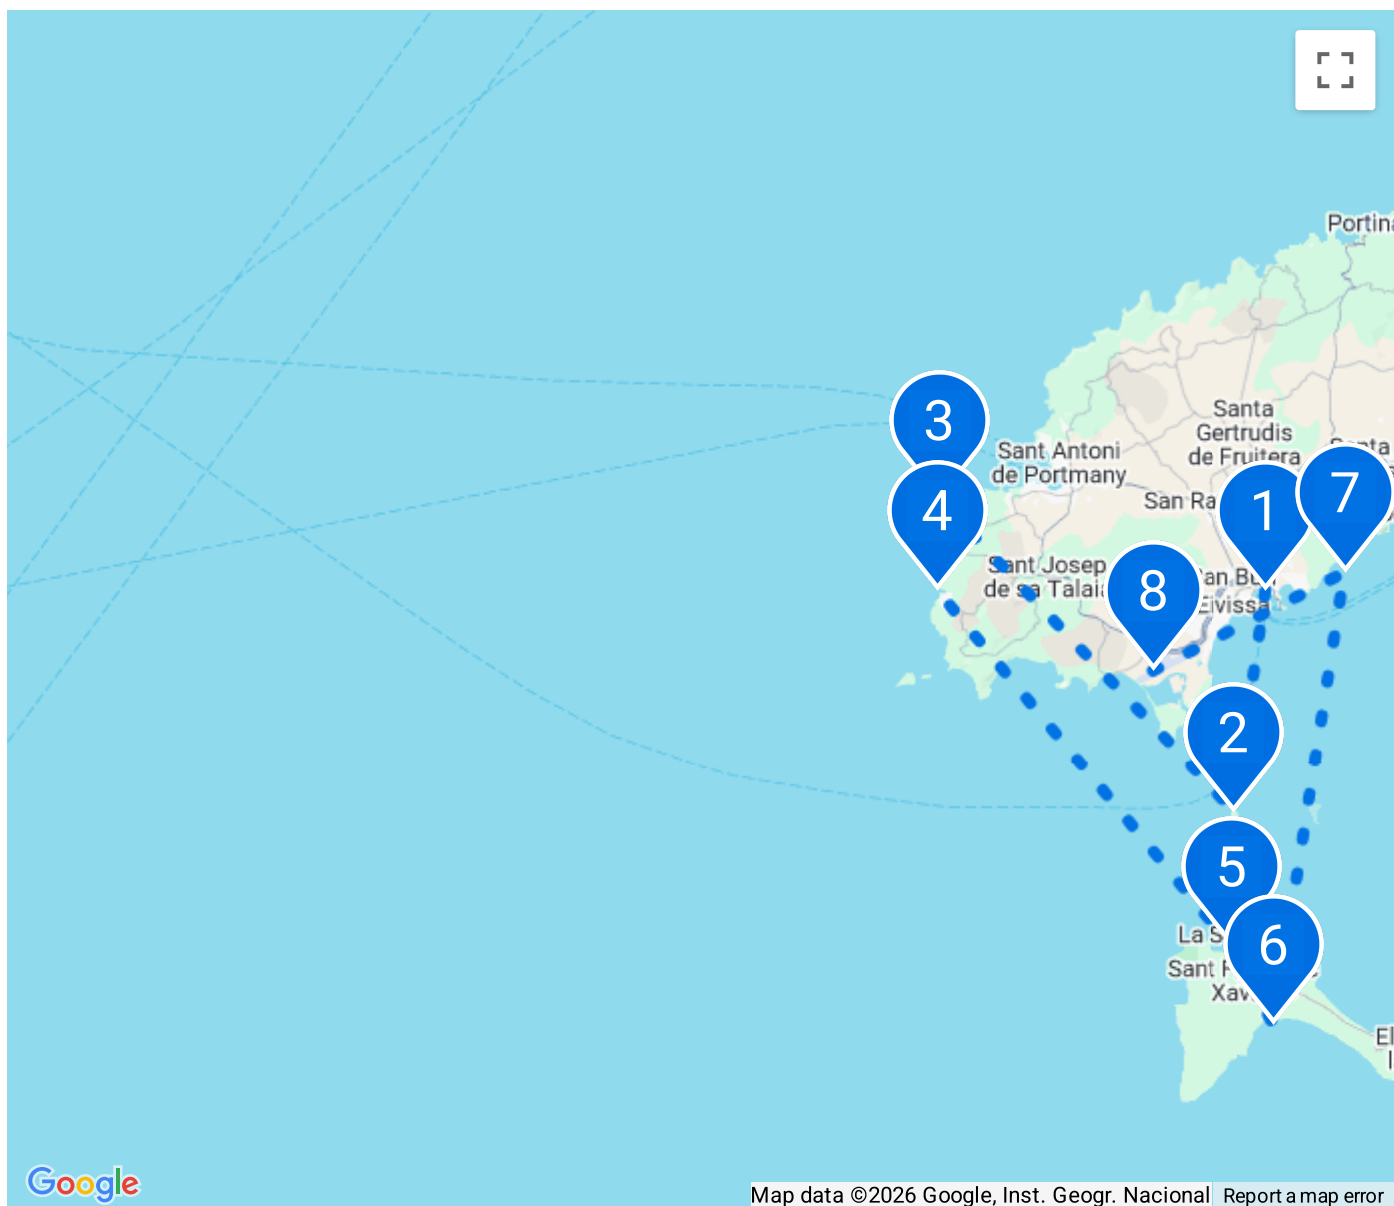 Portina
3
Santa
Gertrudis
de Fruitera
Sant Antoni
de Portmany
Santa
7
4
San Ra
1
Sant Josep
de sa Talaia
8
Eivissa
2
5
La S
6
Sant F
Xav
El
Google
Map data ©2026 Google, Inst. Geogr. Nacional
Report a map error